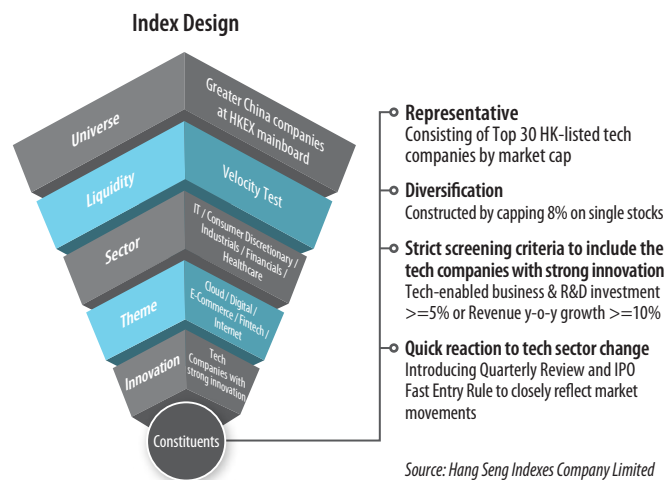 Index Design
Universe
Greater China companies
at HKEX mainboard
Liquidity
Velocity Test
Sector
IT / Consumer Discretionary /
Industrials / Financials /
Healthcare
Theme
Cloud / Digital /
E-Commerce / Fintech /
Internet
Innovation
Tech
Companies with
strong innovation
Constituents
Representative
Consisting of Top 30 HK-listed tech
companies by market cap
Diversification
Constructed by capping 8% on single stocks
Strict screening criteria to include the
tech companies with strong innovation
Tech-enabled business & R&D investment
>=5% or Revenue y-o-y growth >=10%
Quick reaction to tech sector change
Introducing Quarterly Review and IPO
Fast Entry Rule to closely reflect market
movements
Source: Hang Seng Indexes Company Limited